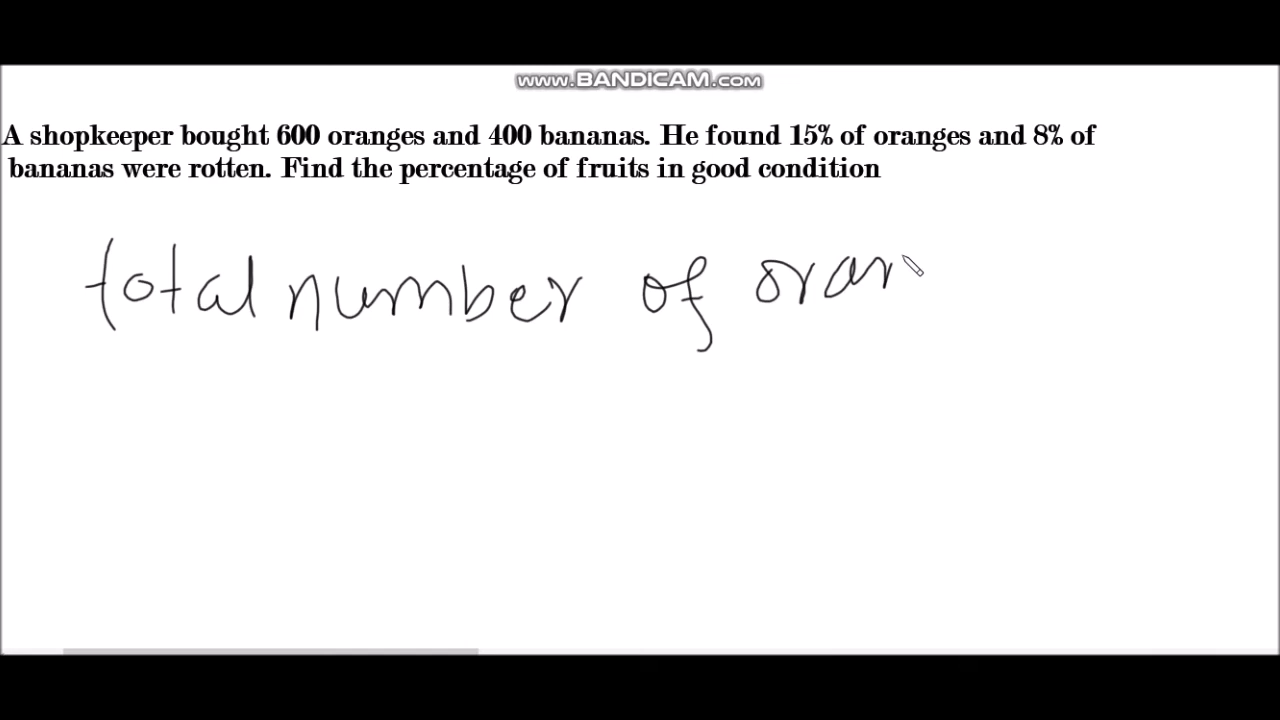 www.BANDICAM.com
A shopkeeper bought 600 oranges and 400 bananas. He found 15% of oranges and 8% of
bananas were rotten. Find the percentage of fruits in good condition
total number of oran